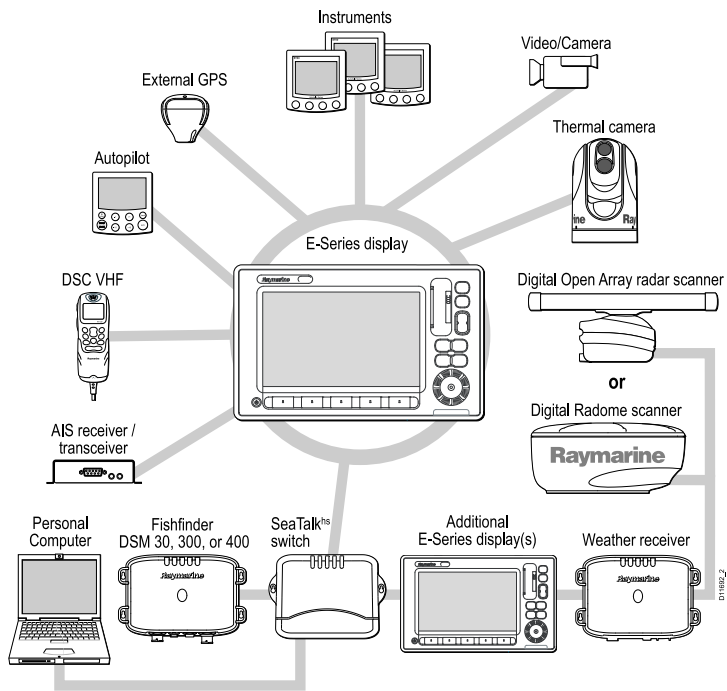 Instruments
Video/Camera
External GPS
Thermal camera
Autopilot
ine
Ray
E-Series display
Raymarine
DSC VHF
Digital Open Array radar scanner
or
Digital Radome scanner
Raymarine
AIS receiver /
transceiver
Personal
Computer
Fishfinder
DSM 30, 300, or 400
SeaTalkhs
switch
Additional
E-Series display(s)
Weather receiver
Raymarine
Raymarine
Raymarine
D11692_2